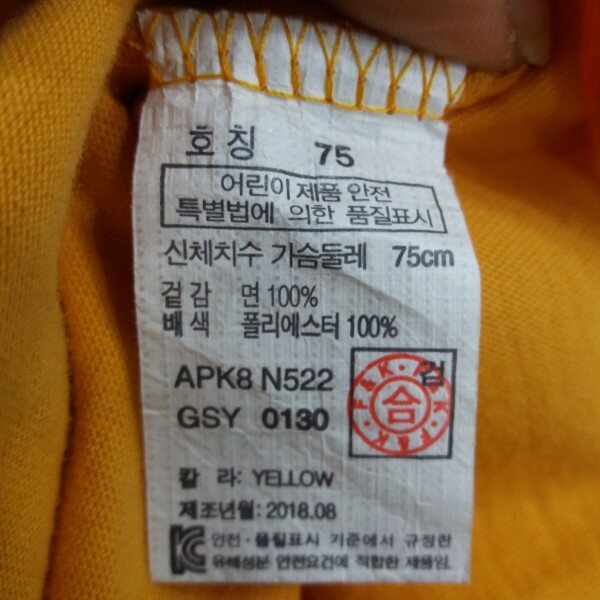 호 칭 75
어린이 제품 안전
특별법에 의한 품질표시
신체치수 가슴둘레 75cm
겉 감 면 100%
배 색 폴리에스터 100%
APK8 N522
GSY 0130
검
合
F&K F&K F&K
칼 라: YELLOW
제조년월: 2018.08
KC 안전·품질표시 기준에서 규정한
유해성분 안전요건에 적합한 제품임.